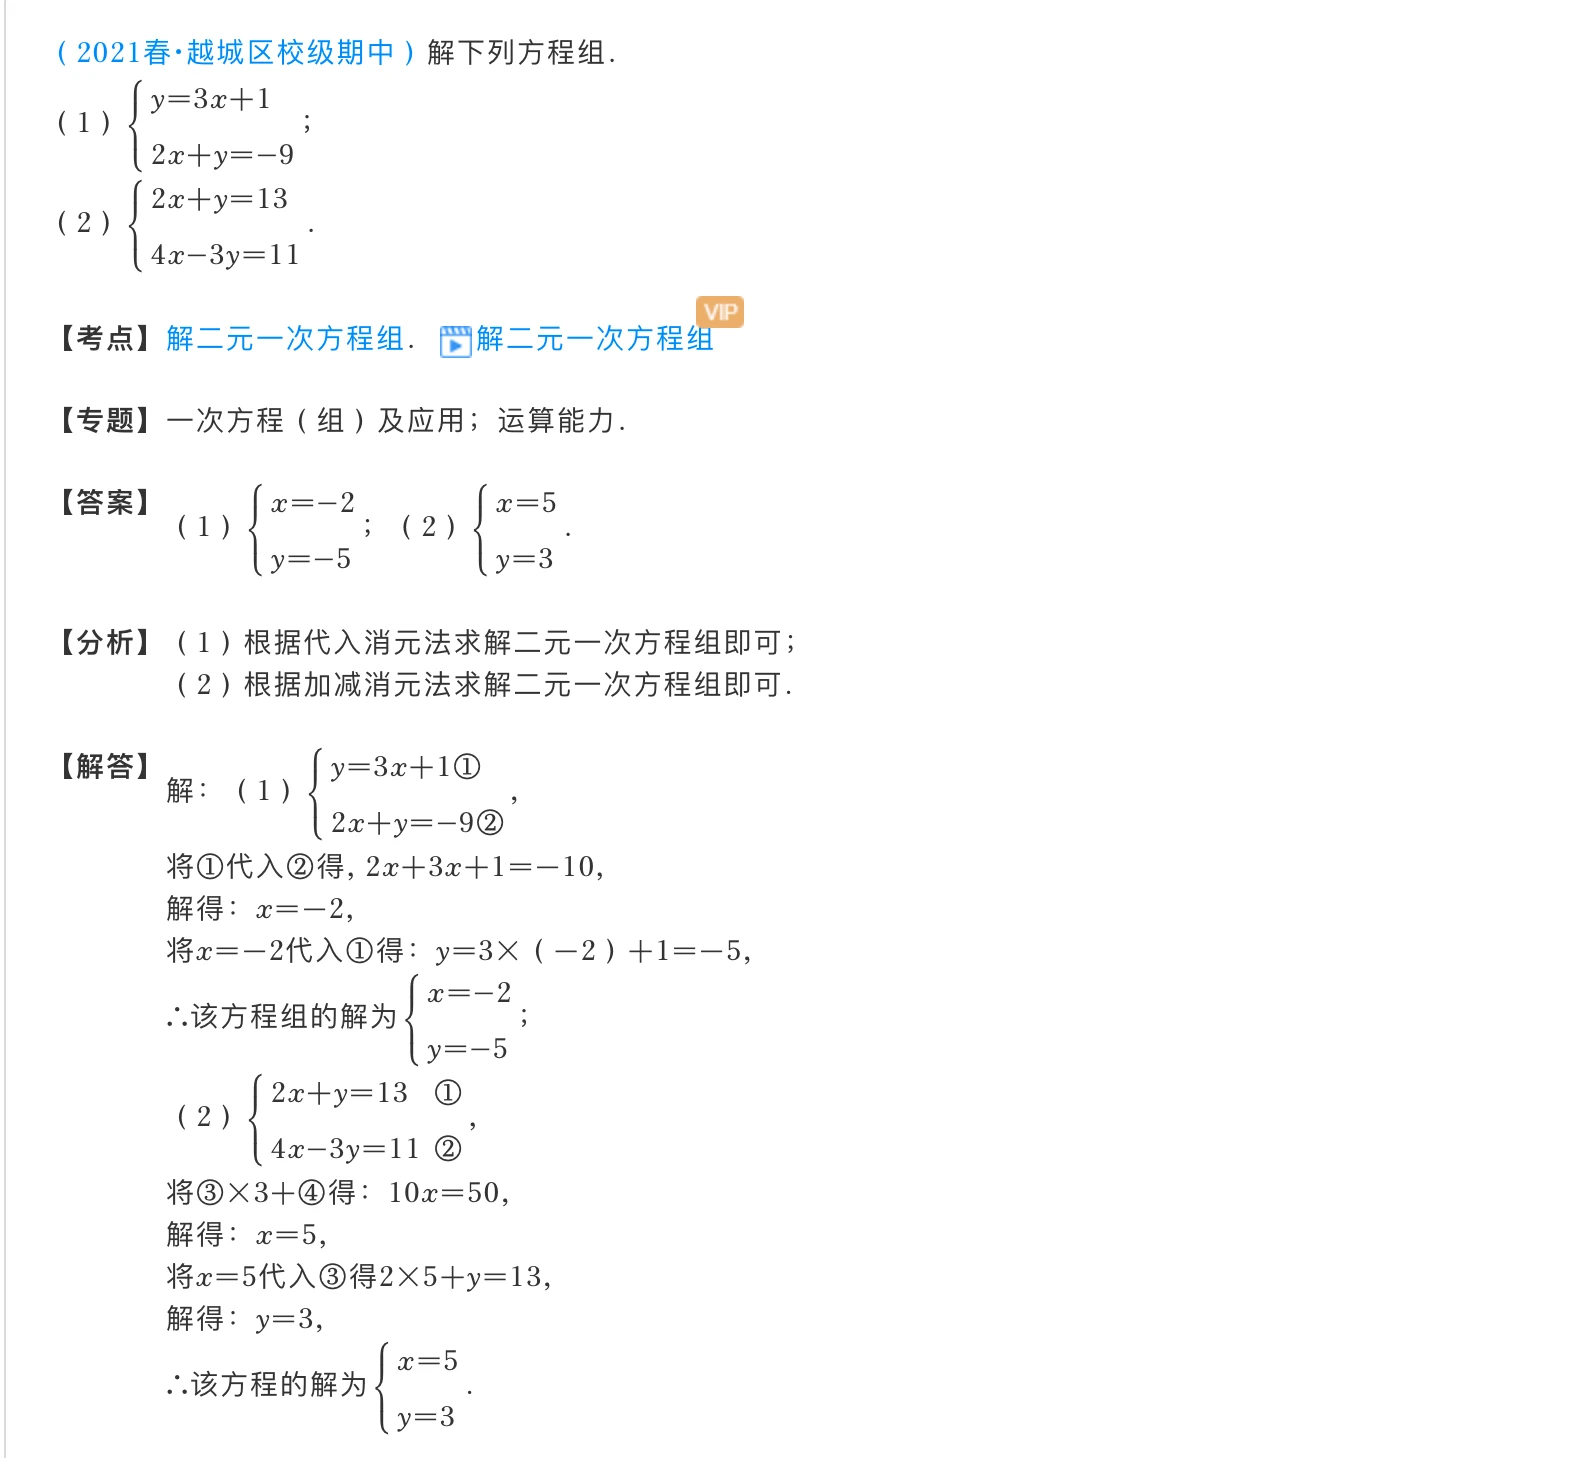 （2021春·越城区校级期中）解下列方程组．
（1）{y=3x+1
2x+y=-9；
（2）{2x+y=13
4x-3y=11．
VIP
【考点】解二元一次方程组． 解二元一次方程组
【专题】一次方程（组）及应用；运算能力．
【答案】（1）{x=-2
y=-5；（2）{x=5
y=3．
【分析】（1）根据代入消元法求解二元一次方程组即可；
（2）根据加减消元法求解二元一次方程组即可．
【解答】解：（1）{y=3x+1①
2x+y=-9②，
将①代入②得，2x+3x+1=-10，
解得：x=-2，
将x=-2代入①得：y=3×（-2）+1=-5，
∴该方程组的解为{x=-2
y=-5；
（2）{2x+y=13 ①
4x-3y=11 ②，
将③×3+④得：10x=50，
解得：x=5，
将x=5代入③得2×5+y=13，
解得：y=3，
∴该方程的解为{x=5
y=3．